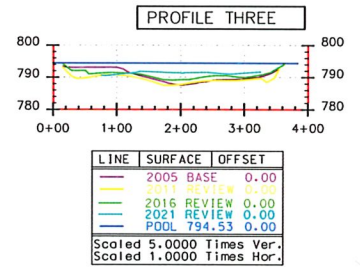 PROFILE THREE
800 800
790 790
780 780
0+00 1+00 2+00 3+00 4+00
LINE SURFACE OFFSET
2005 BASE 0.00
2011 REVIEW 0.00
2016 REVIEW 0.00
2021 REVIEW 0.00
POOL 794.53 0.00
Scaled 5.0000 Times Ver.
Scaled 1.0000 Times Hor.